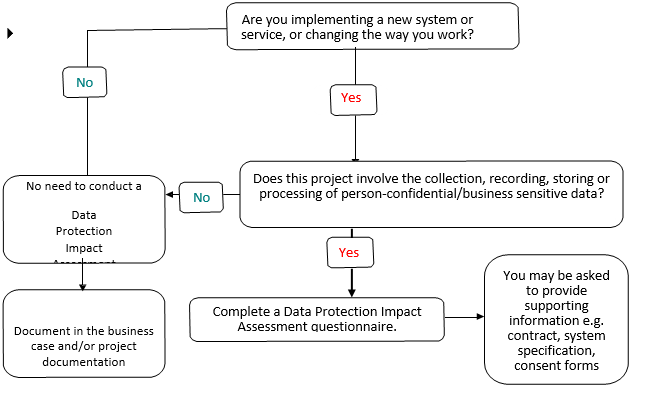 Are you implementing a new system or
service, or changing the way you work?
No
Yes
Does this project involve the collection, recording, storing or
processing of person-confidential/business sensitive data?
No
No need to conduct a
Data
Protection
Impact
Yes
Complete a Data Protection Impact
Assessment questionnaire.
You may be asked
to provide
supporting
information e.g.
contract, system
specification,
consent forms
Document in the business
case and/or project
documentation